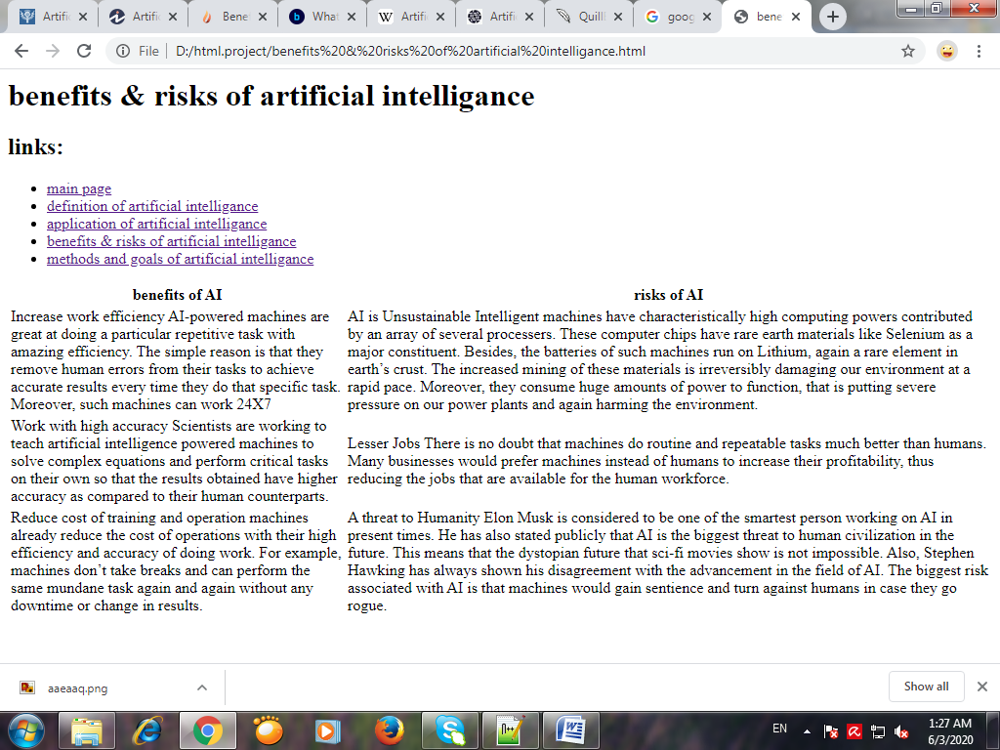 Artifi
Artific
Benef
What
Artific
Artific
Quillb
goog
bene
File
D:/html.project/benefits%20&%20risks%20of%20artificial%20intelligance.html
benefits & risks of artificial intelligance
links:
main page
definition of artificial intelligance
application of artificial intelligance
benefits & risks of artificial intelligance
methods and goals of artificial intelligance
benefits of AI
risks of AI
Increase work efficiency AI-powered machines are
great at doing a particular repetitive task with
amazing efficiency. The simple reason is that they
remove human errors from their tasks to achieve
accurate results every time they do that specific task.
Moreover, such machines can work 24X7
AI is Unsustainable Intelligent machines have characteristically high computing powers contributed
by an array of several processors. These computer chips have rare earth materials like Selenium as a
major constituent. Besides, the batteries of such machines run on Lithium, again a rare element in
earth’s crust. The increased mining of these materials is irreversibly damaging our environment at a
rapid pace. Moreover, they consume huge amounts of power to function, that is putting severe
pressure on our power plants and again harming the environment.
Work with high accuracy Scientists are working to
teach artificial intelligence powered machines to
solve complex equations and perform critical tasks
on their own so that the results obtained have higher
accuracy as compared to their human counterparts.
Lesser Jobs There is no doubt that machines do routine and repeatable tasks much better than humans.
Many businesses would prefer machines instead of humans to increase their profitability, thus
reducing the jobs that are available for the human workforce.
Reduce cost of training and operation machines
already reduce the cost of operations with their high
efficiency and accuracy of doing work. For example,
machines don’t take breaks and can perform the
same mundane task again and again without any
downtime or change in results.
A threat to Humanity Elon Musk is considered to be one of the smartest person working on AI in
present times. He has also stated publicly that AI is the biggest threat to human civilization in the
future. This means that the dystopian future that sci-fi movies show is not impossible. Also, Stephen
Hawking has always shown his disagreement with the advancement in the field of AI. The biggest risk
associated with AI is that machines would gain sentience and turn against humans in case they go
rogue.
aaeaaq.png
Show all
EN
1:27 AM
6/3/2020